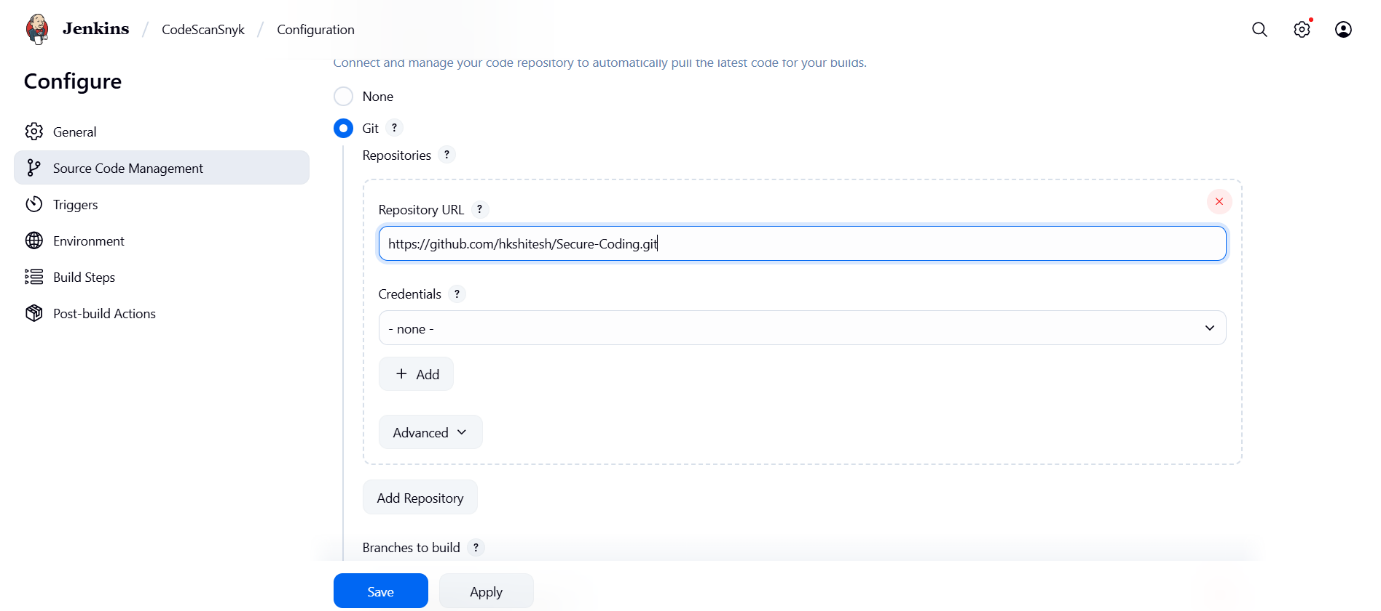 Jenkins / CodeScanSnyk / Configuration
Configure
General
Source Code Management
Triggers
Environment
Build Steps
Post-build Actions
Connect and manage your code repository to automatically pull the latest code for your builds.
None
Git ?
Repositories ?
Repository URL ?
https://github.com/hkshitesh/Secure-Coding.git
Credentials ?
- none -
+ Add
Advanced
Add Repository
Branches to build ?
Save
Apply